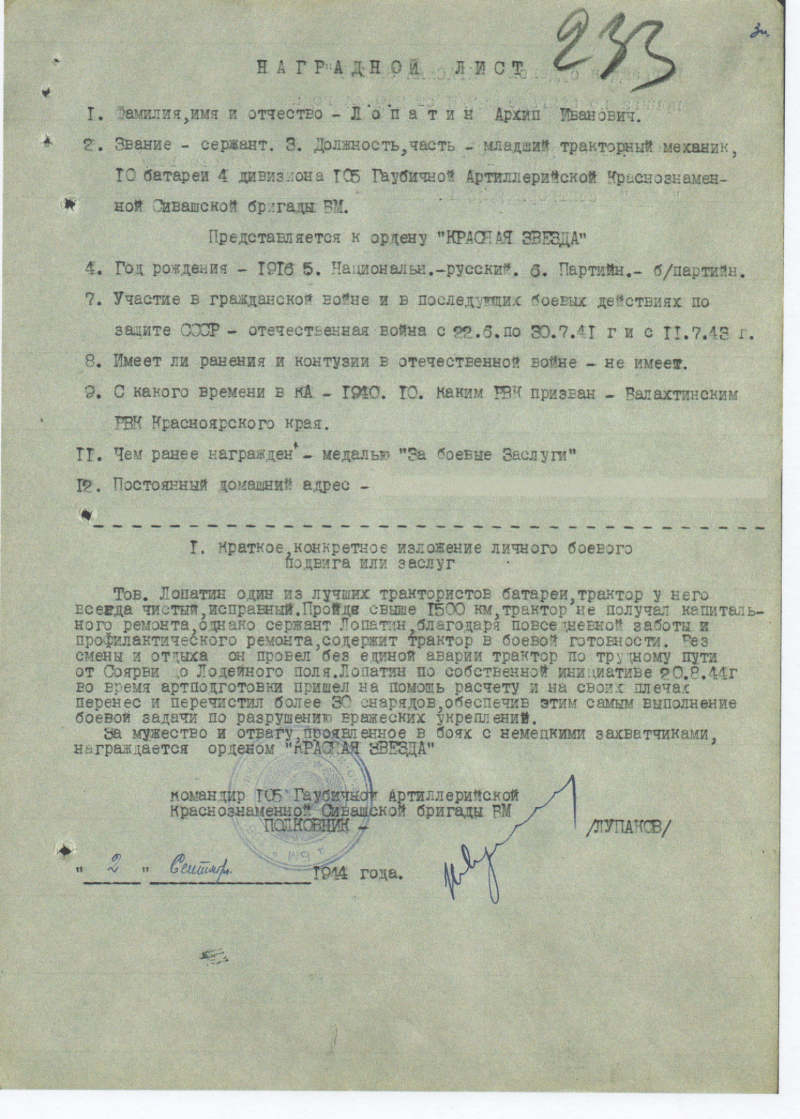 233
Зн.
НАГРАДНОЙ ЛИСТ
1. Фамилия,имя и отчество - Лопатин Архип Иванович.
2. Звание - сержант. 3. Должность,часть - младший тракторный механик,
10 батареи 4 дивизиона 105 Гаубичной Артиллерийской Краснознамен-
ной Сивашской бригады БМ.
Представляется к ордену "КРАСНАЯ ЗВЕЗДА"
4. Год рождения - 1916 5. Национальн.-русский. 6. Партийн.- б/партийн.
7. Участие в гражданской войне и в последующих боевых действиях по
защите СССР - отечественная война с 22.6.по 30.7.41 г и с 11.7.43 г.
8. Имеет ли ранения и контузии в отечественной войне - не имеет.
9. С какого времени в КА - 1940. 10. Каким РВК призван - Балахтинским
РВК Красноярского края.
11. Чем ранее награжден - медалью "За боевые Заслуги"
12. Постоянный домашний адрес -
1. Краткое,конкретное изложение личного боевого
подвига или заслуг
Тов. Лопатин один из лучших трактористов батареи,трактор у него
всегда чистый,исправный.Пройдя свыше 1500 км,трактор не получал капиталь-
ного ремонта,однако сержант Лопатин,благодаря повседневной заботы и
профилактического ремонта,содержит трактор в боевой готовности. Без
смены и отдыха он провел без единой аварии трактор по трудному пути
от Соярви до Лодейного поля.Лопатин по собственной инициативе 20.8.44г
во время артподготовки пришел на помощь расчету и на своих плечах
перенес и перечистил более 30 снарядов,обеспечив этим самым выполнение
боевой задачи по разрушению вражеских укреплений.
За мужество и отвагу,проявленное в боях с немецкими захватчиками,
награждается орденом "КРАСНАЯ ЗВЕЗДА"
командир 105 Гаубичной Артиллерийской
Краснознаменной Сивашской бригады БМ
ПОЛКОВНИК - /ЛУПАКОВ/
" 2 " Сентябр. 1944 года.